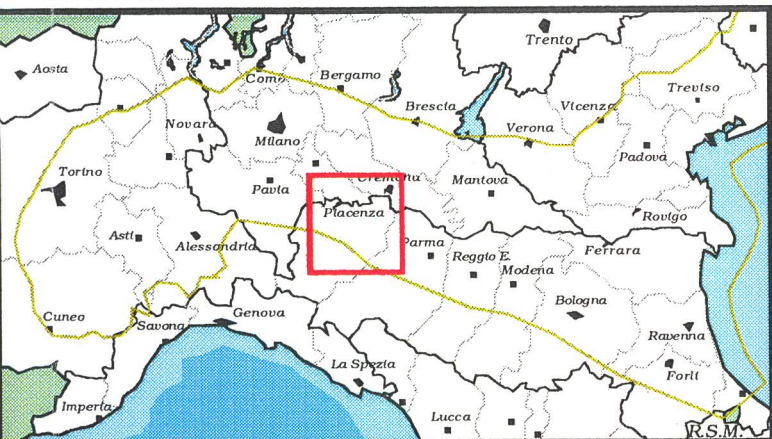 Trento
Aosta
Como
Bergamo
Treviso
Brescia
Vicenza
Novara
Verona
Milano
Padova
Torino
Cremona
Pavia
Mantova
Piacenza
Rovigo
Asti
Alessandria
Parma
Ferrara
Reggio E.
Modena
Bologna
Cuneo
Genova
Savona
Ravenna
La Spezia
Forlì
Imperia
Lucca
R.S.M.